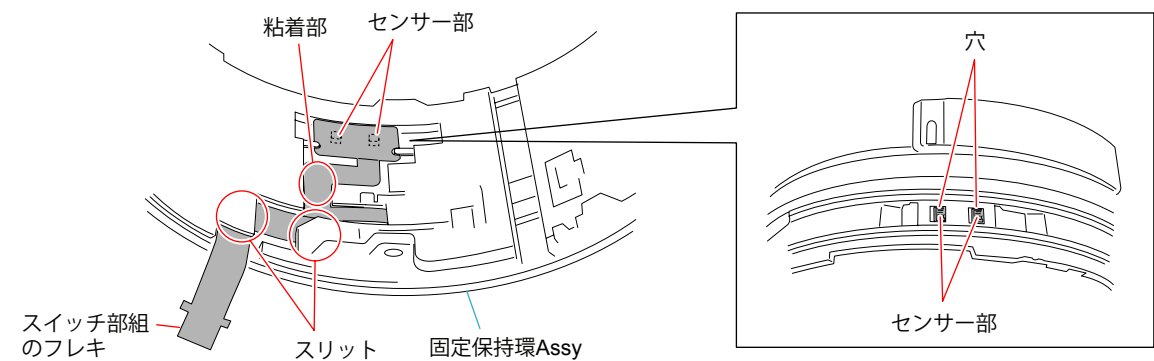 粘着部
センサー部
穴
スイッチ部組
のフレキ
スリット
固定保持環Assy
センサー部